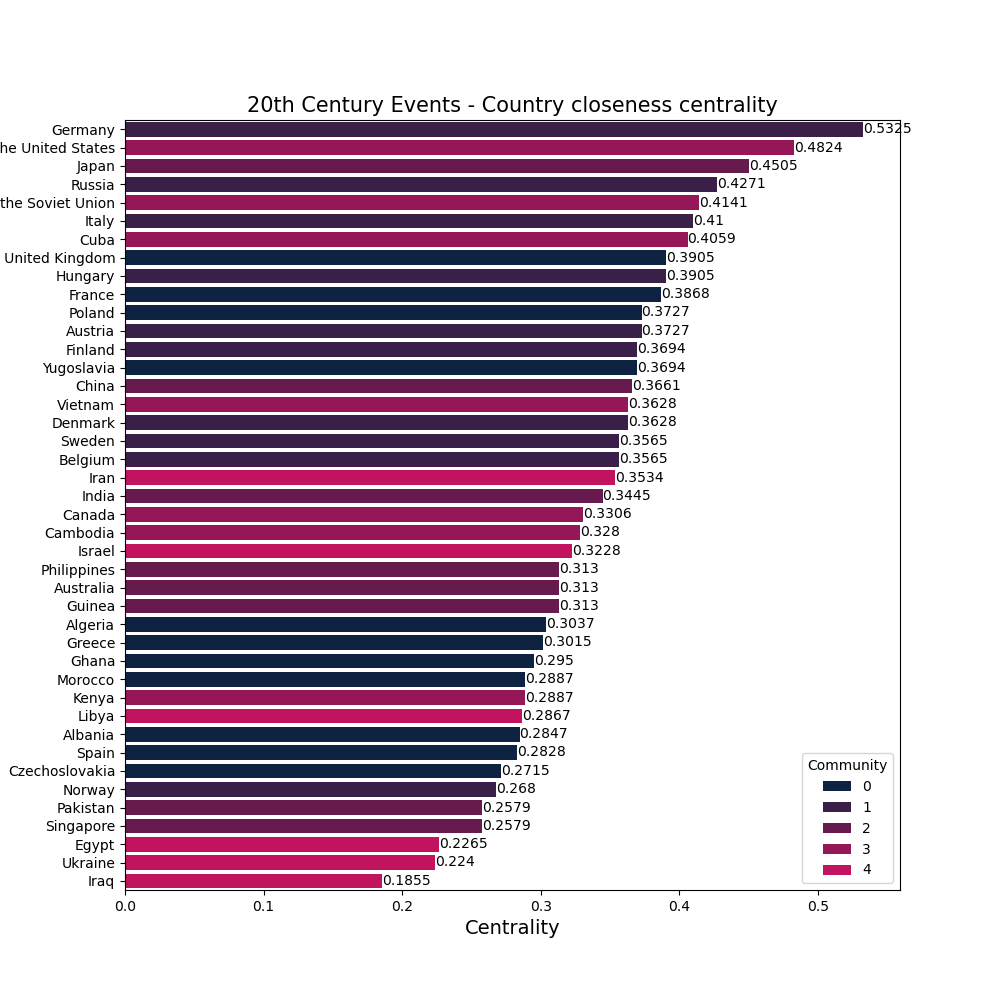 20th Century Events - Country closeness centrality
Germany 0.5325
he United States 0.4824
Japan 0.4505
Russia 0.4271
the Soviet Union 0.4141
Italy 0.41
Cuba 0.4059
United Kingdom 0.3905
Hungary 0.3905
France 0.3868
Poland 0.3727
Austria 0.3727
Finland 0.3694
Yugoslavia 0.3694
China 0.3661
Vietnam 0.3628
Denmark 0.3628
Sweden 0.3565
Belgium 0.3565
Iran 0.3534
India 0.3445
Canada 0.3306
Cambodia 0.328
Israel 0.3228
Philippines 0.313
Australia 0.313
Guinea 0.313
Algeria 0.3037
Greece 0.3015
Ghana 0.295
Morocco 0.2887
Kenya 0.2887
Libya 0.2867
Albania 0.2847
Spain 0.2828
Czechoslovakia 0.2715
Norway 0.268
Pakistan 0.2579
Singapore 0.2579
Egypt 0.2265
Ukraine 0.224
Iraq 0.1855
Community
0
1
2
3
4
0.0 0.1 0.2 0.3 0.4 0.5
Centrality